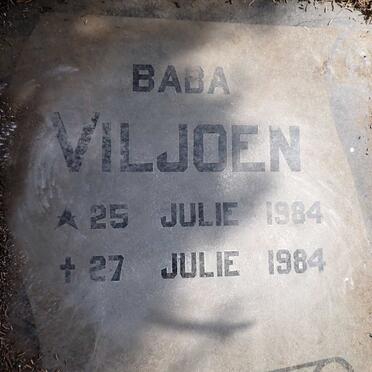 BABA
VILJOEN
★ 25 JULIE 1984
✝ 27 JULIE 1984